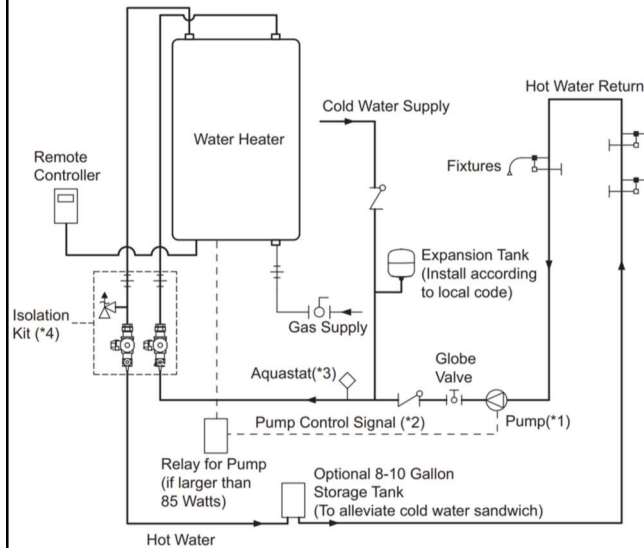 Hot Water Return
Cold Water Supply
Water Heater
Remote
Controller
Fixtures
Expansion Tank
(Install according
to local code)
Isolation
Kit (*4)
Gas Supply
Globe
Valve
Aquastat(*3)
Pump Control Signal (*2)
Pump(*1)
Relay for Pump
(if larger than
85 Watts)
Optional 8-10 Gallon
Storage Tank
(To alleviate cold water sandwich)
Hot Water